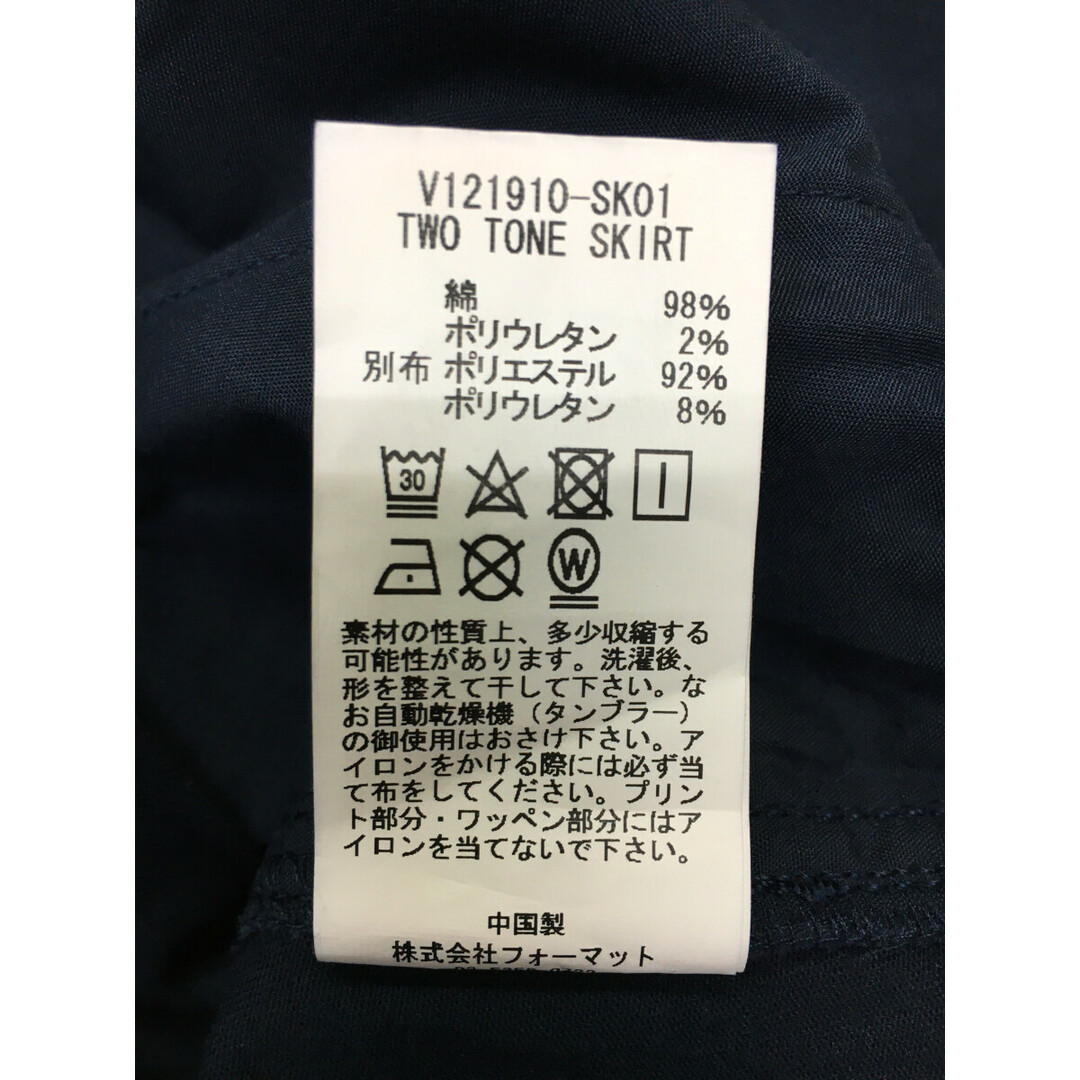 V121910-SK01
TWO TONE SKIRT
綿 98%
ポリウレタン 2%
別布 ポリエステル 92%
ポリウレタン 8%
30
W
素材の性質上、多少収縮する
可能性があります。洗濯後、
形を整えて干して下さい。な
お自動乾燥機（タンブラー）
の御使用はおさけ下さい。ア
イロンをかける際には必ず当
て布をしてください。プリン
ト部分・ワッペン部分にはア
イロンを当てないで下さい。
中国製
株式会社フォーマット